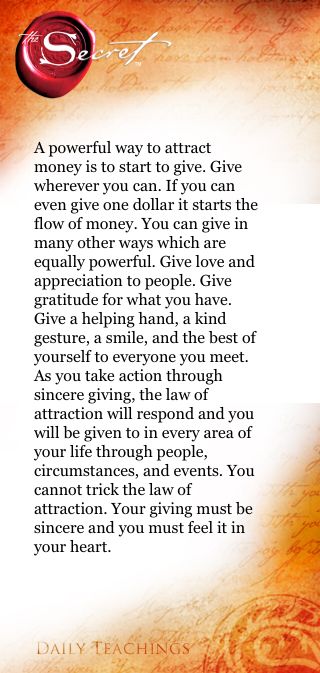 the Secret™
A powerful way to attract
money is to start to give. Give
wherever you can. If you can
even give one dollar it starts the
flow of money. You can give in
many other ways which are
equally powerful. Give love and
appreciation to people. Give
gratitude for what you have.
Give a helping hand, a kind
gesture, a smile, and the best of
yourself to everyone you meet.
As you take action through
sincere giving, the law of
attraction will respond and you
will be given to in every area of
your life through people,
circumstances, and events. You
cannot trick the law of
attraction. Your giving must be
sincere and you must feel it in
your heart.
DAILY TEACHINGS